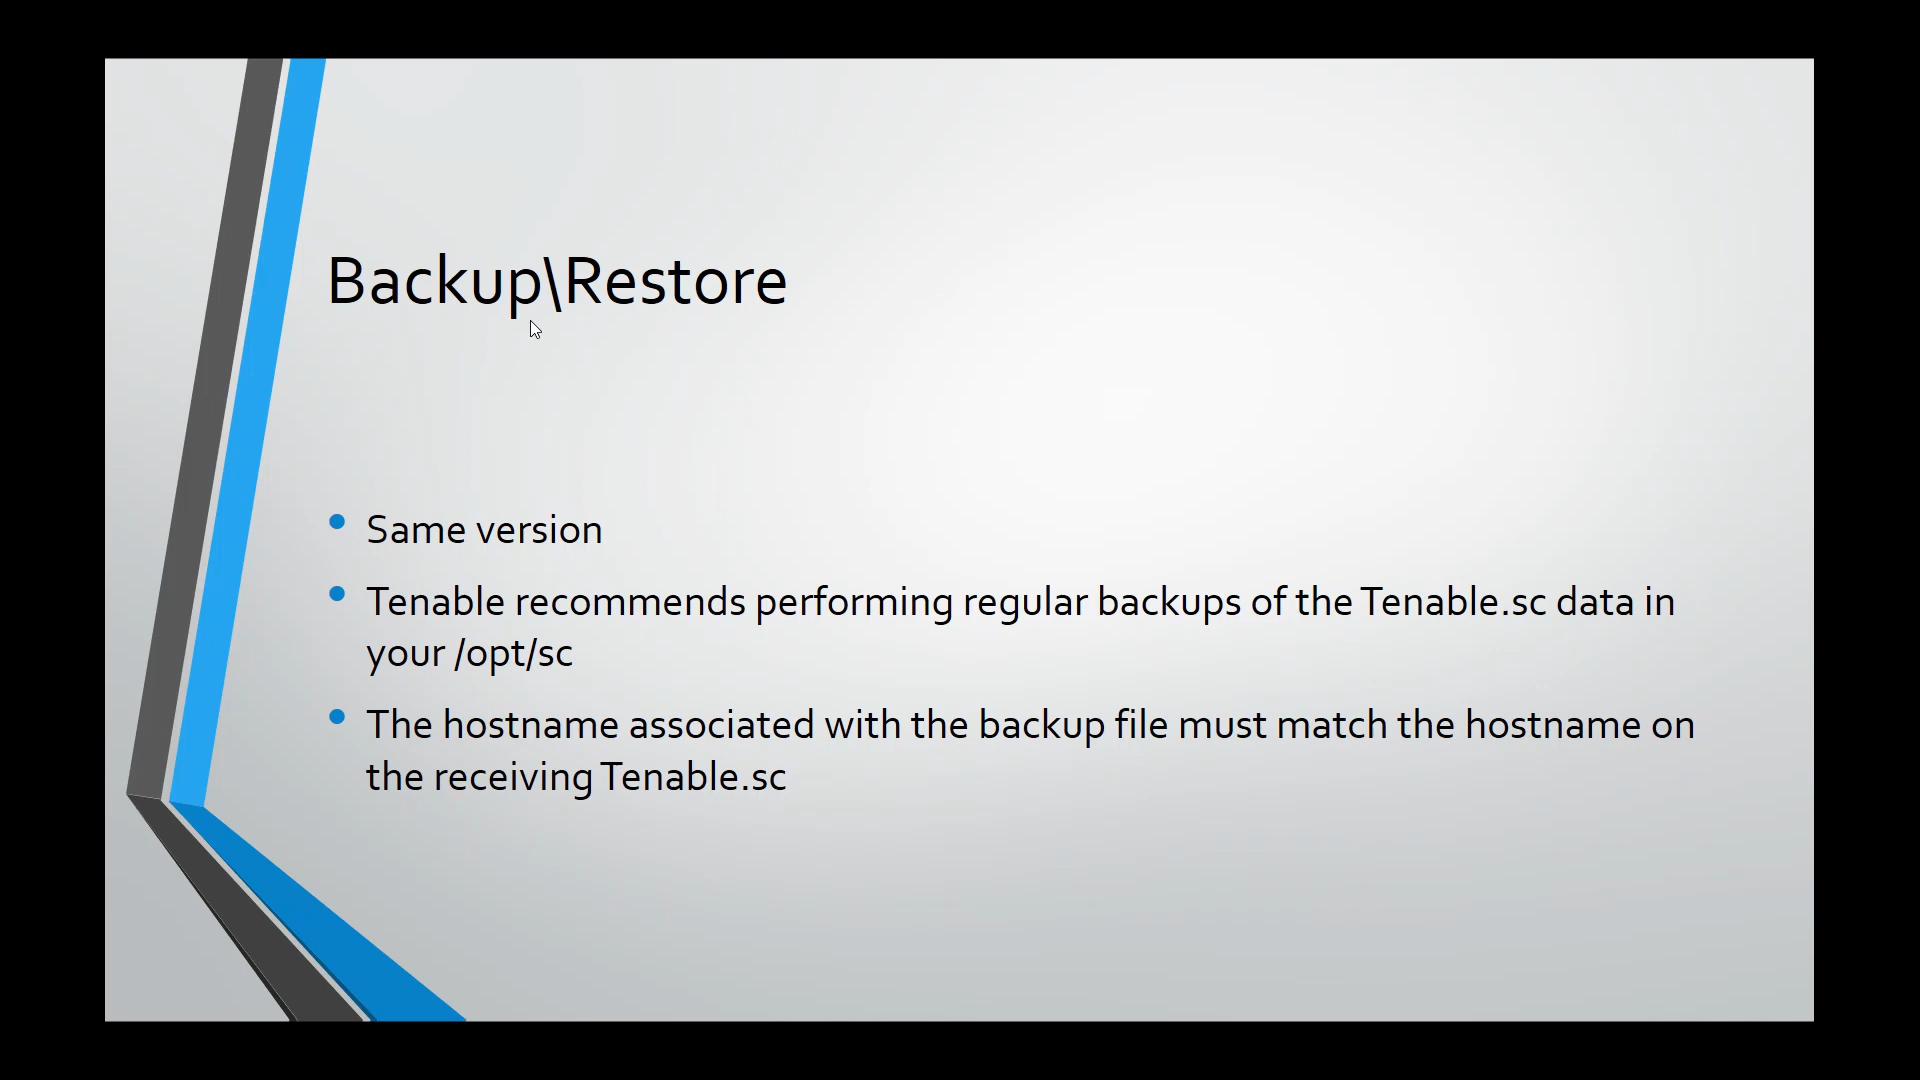 Backup\Restore
Same version
Tenable recommends performing regular backups of the Tenable.sc data in
your /opt/sc
The hostname associated with the backup file must match the hostname on
the receiving Tenable.sc